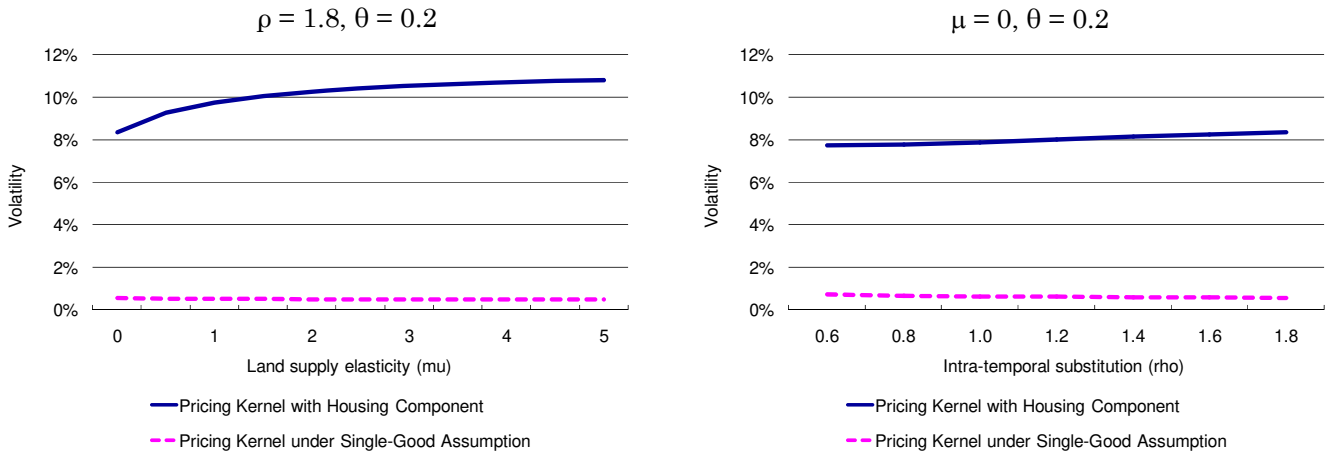 ρ = 1.8, θ = 0.2
12%
10%
8%
6%
4%
2%
0%
Volatility
0 1 2 3 4 5
Land supply elasticity (mu)
Pricing Kernel with Housing Component
Pricing Kernel under Single-Good Assumption
μ = 0, θ = 0.2
12%
10%
8%
6%
4%
2%
0%
Volatility
0.6 0.8 1.0 1.2 1.4 1.6 1.8
Intra-temporal substitution (rho)
Pricing Kernel with Housing Component
Pricing Kernel under Single-Good Assumption